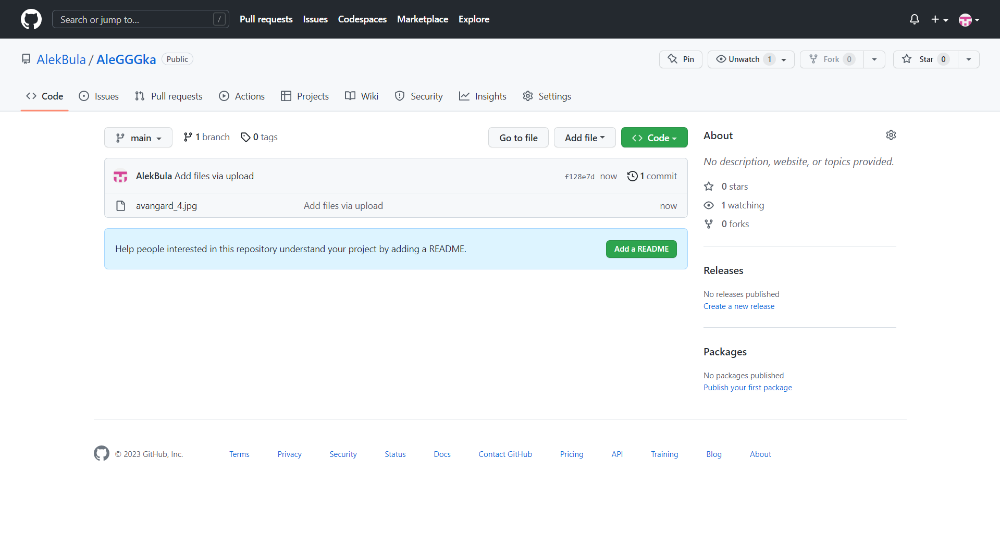 Search or jump to... /
Pull requests Issues Codespaces Marketplace Explore
AlekBula / AleGGGka Public
Pin Unwatch 1 Fork 0 Star 0
Code Issues Pull requests Actions Projects Wiki Security Insights Settings
main 1 branch 0 tags Go to file Add file Code
AlekBula Add files via upload f128e7d now 1 commit
avangard_4.jpg Add files via upload now
Help people interested in this repository understand your project by adding a README. Add a README
About
No description, website, or topics provided.
0 stars
1 watching
0 forks
Releases
No releases published
Create a new release
Packages
No packages published
Publish your first package
© 2023 GitHub, Inc. Terms Privacy Security Status Docs Contact GitHub Pricing API Training Blog About